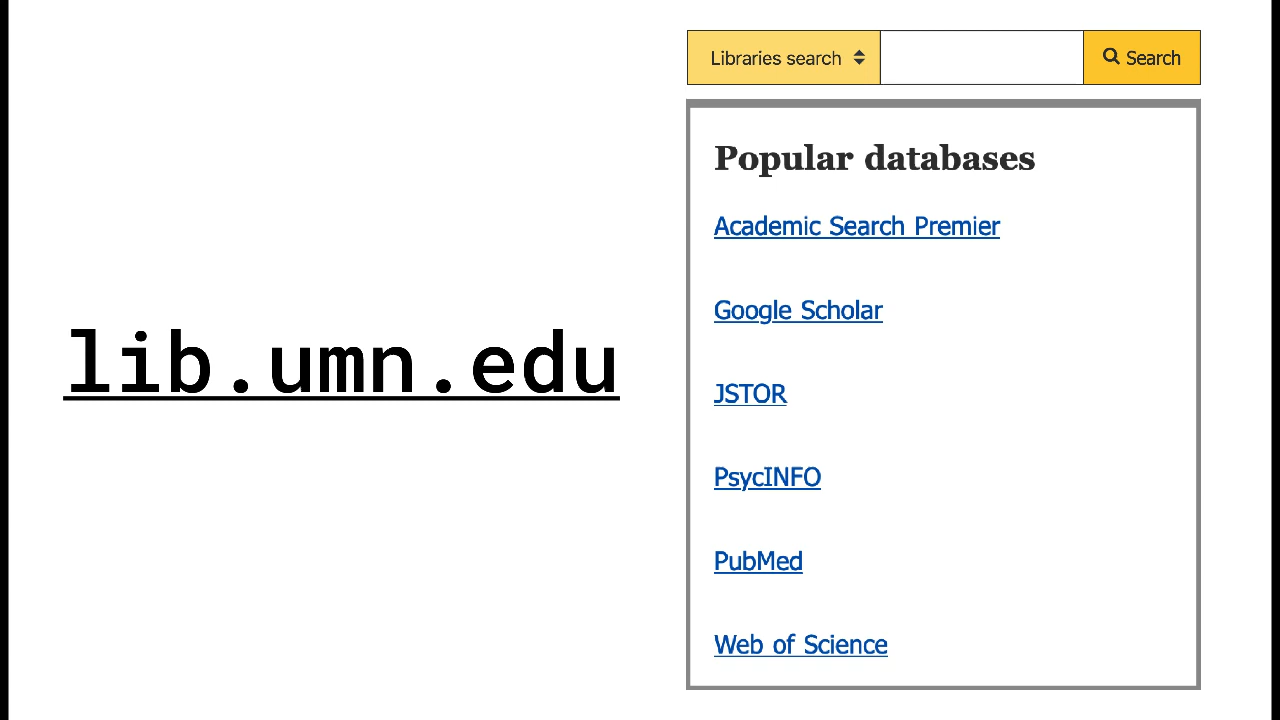 lib.umn.edu
Libraries search
Search
Popular databases
Academic Search Premier
Google Scholar
JSTOR
PsycINFO
PubMed
Web of Science